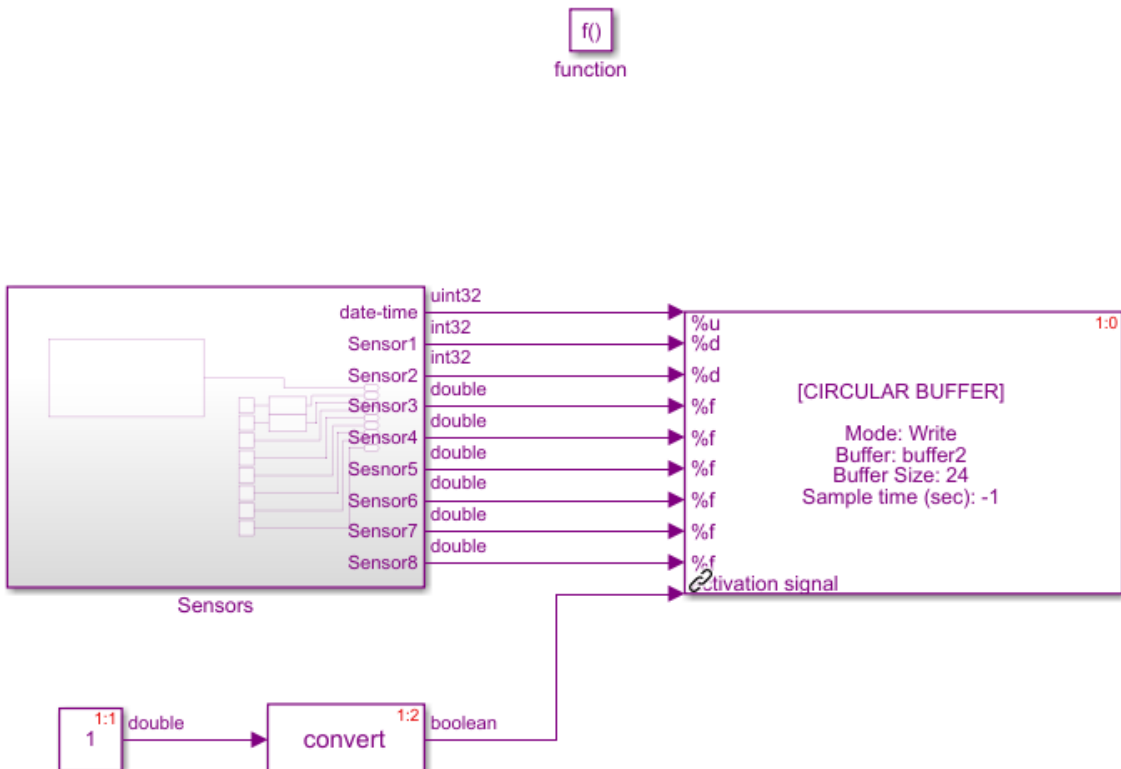 f()
function
date-time
Sensor1
Sensor2
Sensor3
Sensor4
Sesnor5
Sensor6
Sensor7
Sensor8
Sensors
uint32
int32
int32
double
double
double
double
double
double
%u
%d
%d
%f
%f
%f
%f
%f
%f
ctivation signal
1:0
[CIRCULAR BUFFER]
Mode: Write
Buffer: buffer2
Buffer Size: 24
Sample time (sec): -1
1:1
1
double
1:2
convert
boolean